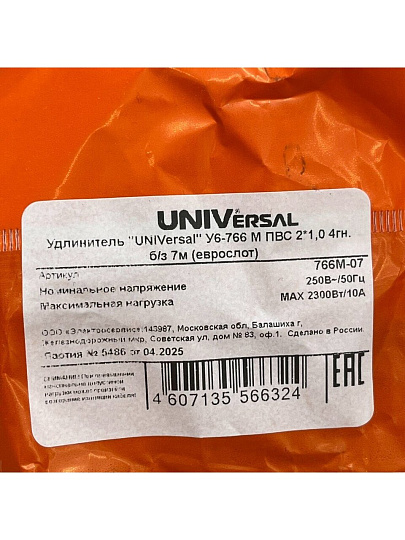 UNIVERSAL
Удлинитель "UNIVersal" У6-766 М ПВС 2*1,0 4гн.
б/з 7м (еврослот)
Артикул 766М-07
Номинальное напряжение 250В~/50Гц
Максимальная нагрузка МАХ 2300Вт/10А
ООО «Электросервис»,143987, Московская обл, Балашиха г,
Железнодорожный мкр, Советская ул, дом № 83, оф.1. Сделано в России.
Партия № 5486 от 04.2025
EAC
4 607135 566324